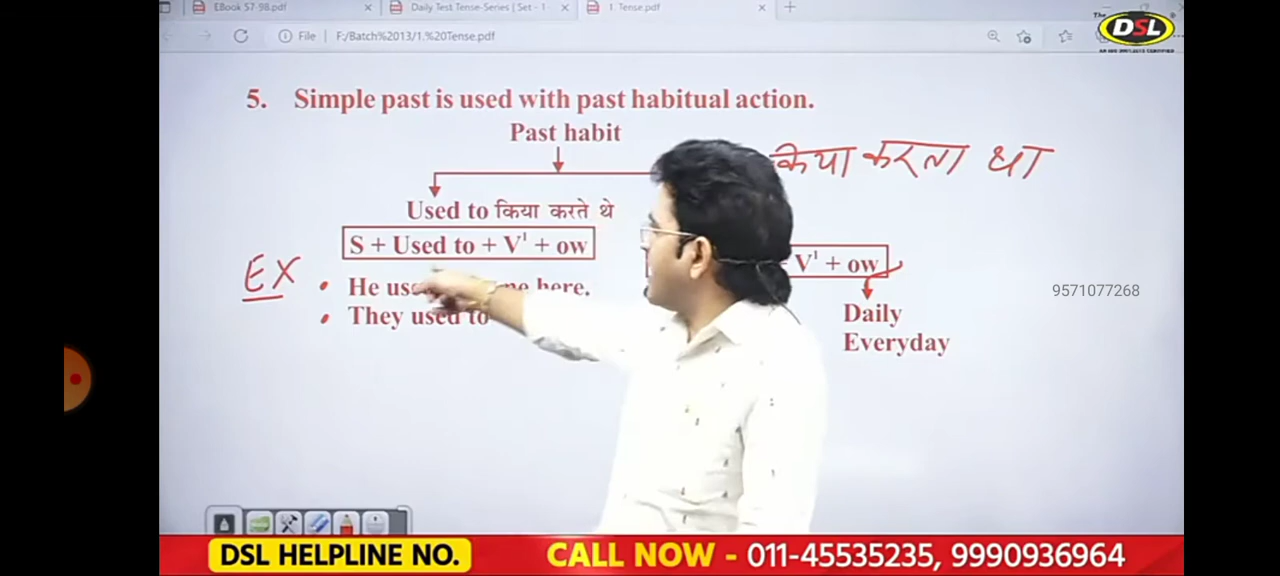 EBook 57-98.pdf
Daily Test Tense-Series | Set - 1
1. Tense.pdf
File
F:/Batch%2013/1.%20Tense.pdf
The
DSL
5. Simple past is used with past habitual action.
Past habit
किया करता था
Used to किया करते थे
S + Used to + V¹ + ow
V¹ + ow
EX
• He here.
• They used to
Daily
Everyday
9571077268
DSL HELPLINE NO.
CALL NOW - 011-45535235, 9990936964